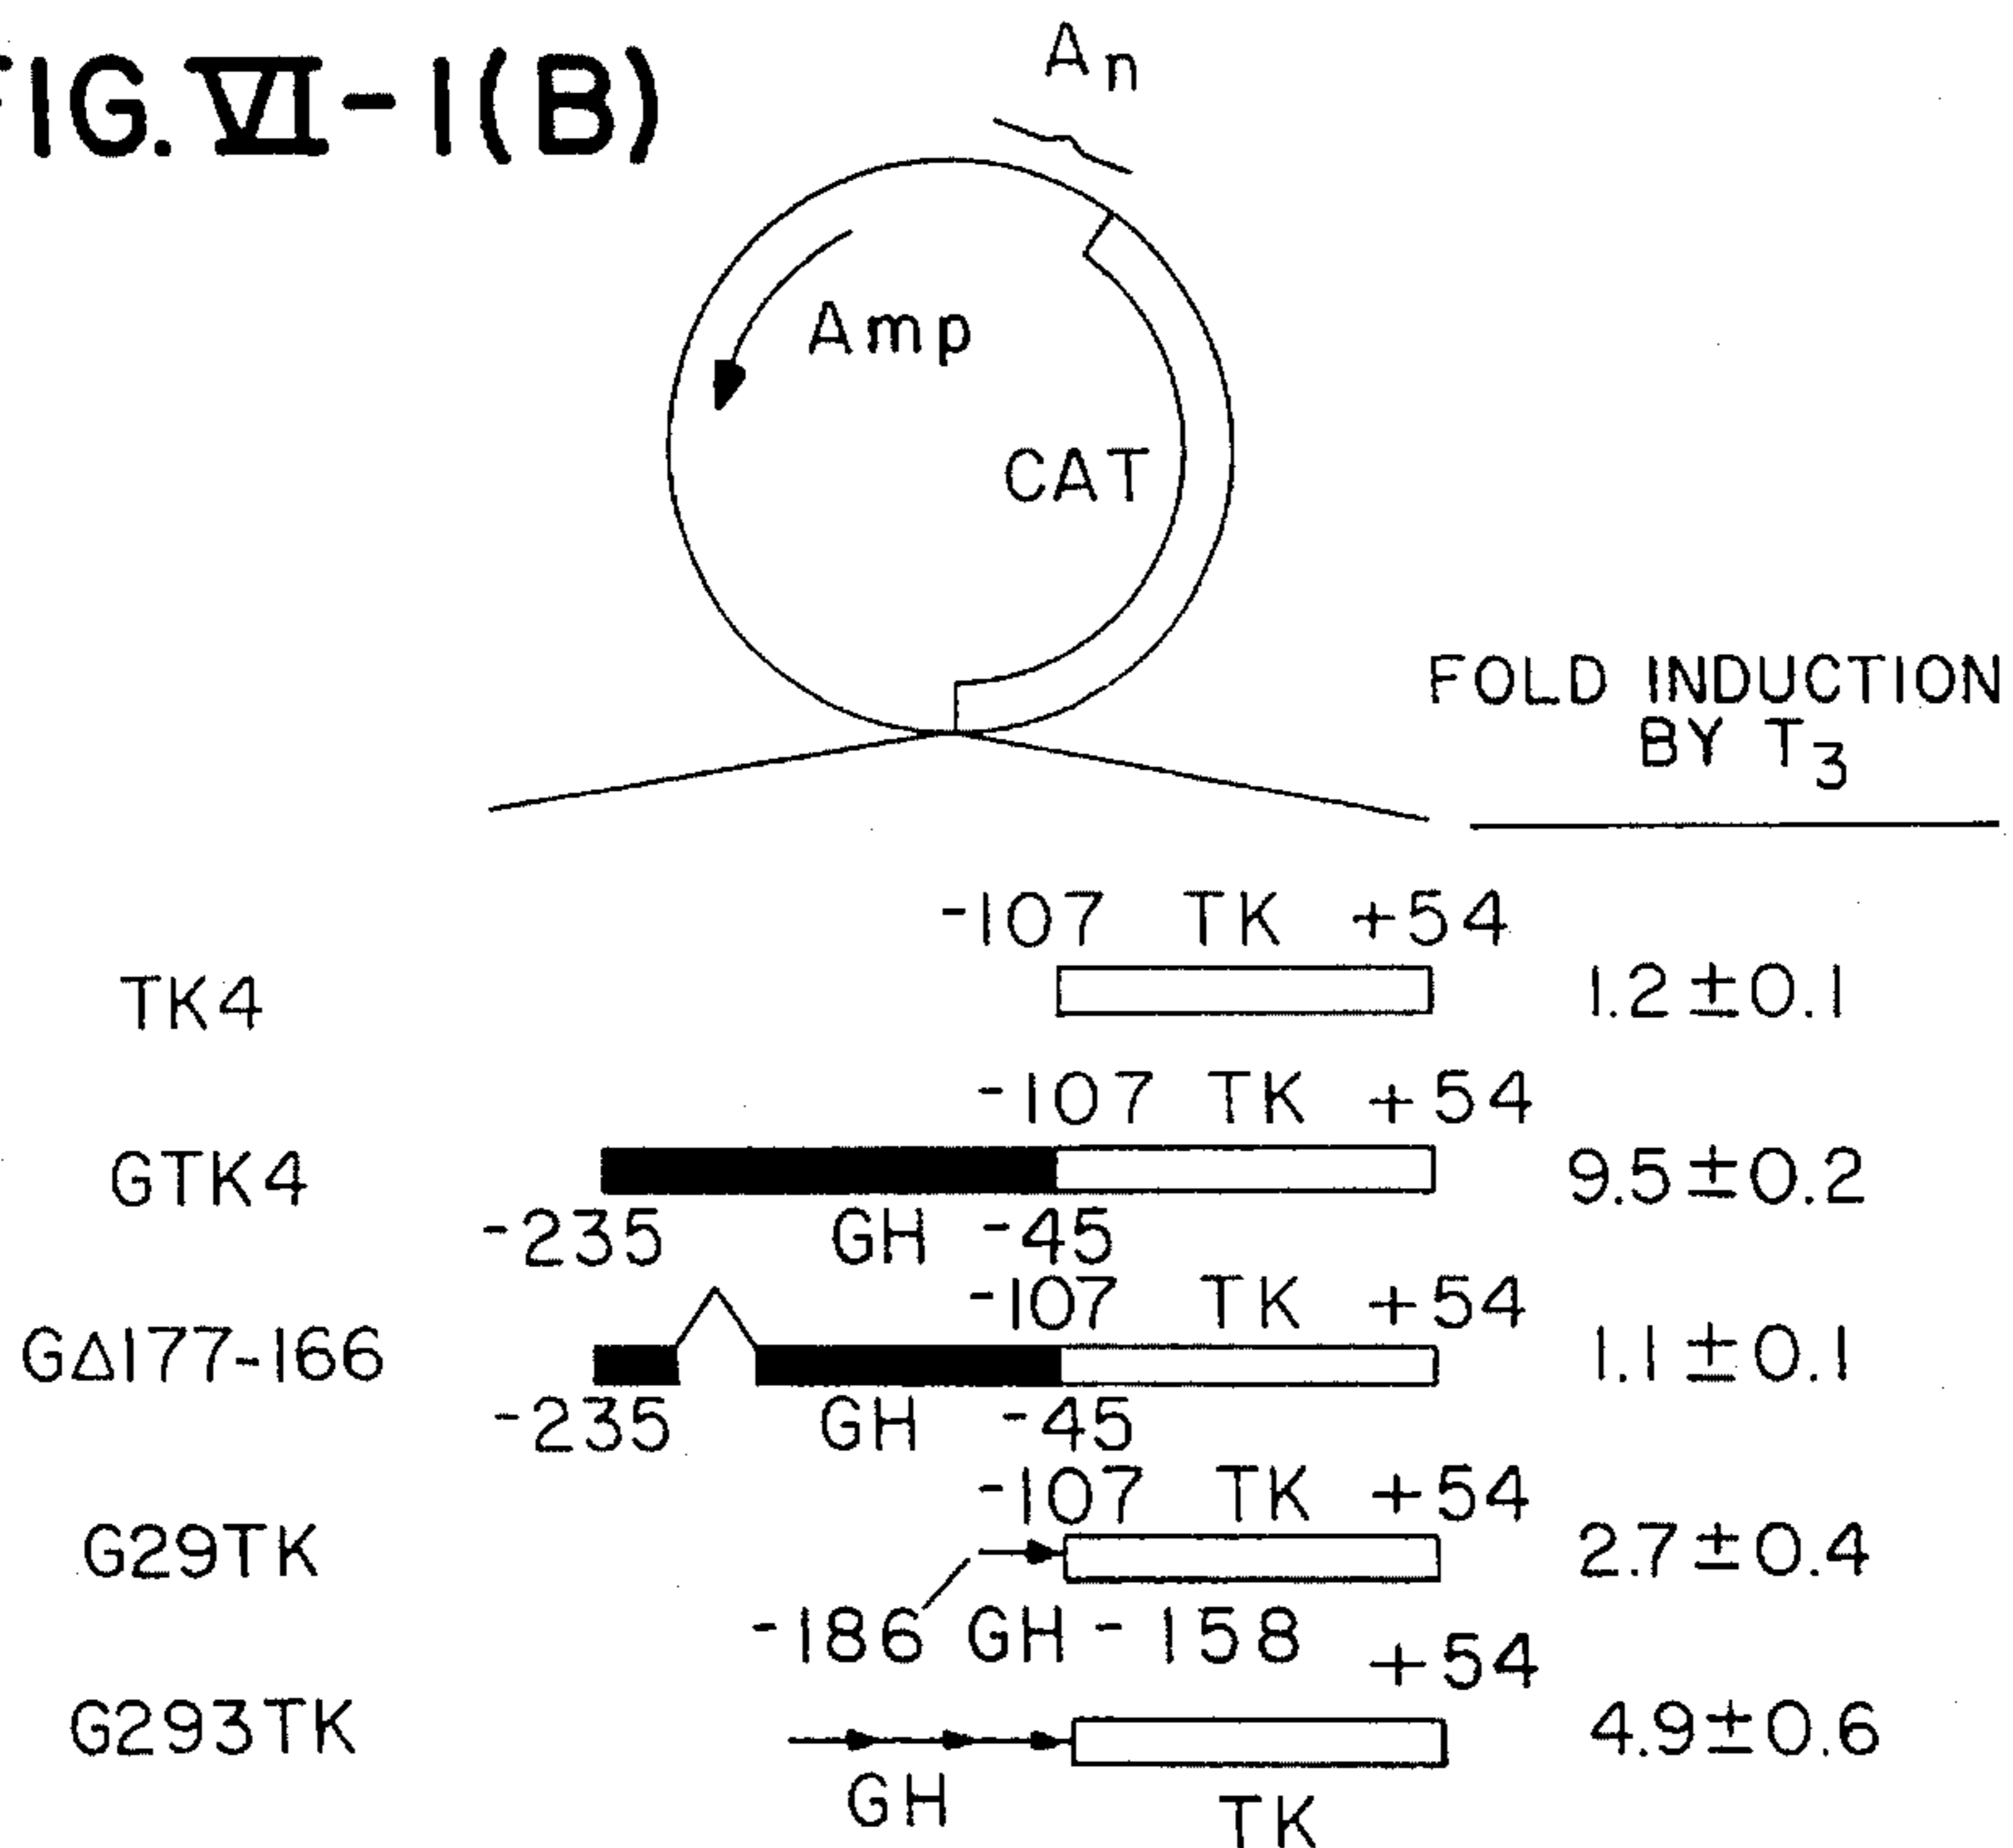 FIG. VI-1(B)
An
Amp
CAT
FOLD INDUCTION
BY T3
-107 TK +54
TK4 1.2±0.1
-107 TK +54
GTK4 9.5±0.2
-235 GH -45
-107 TK +54
GΔ177-166 1.1±0.1
-235 GH -45
-107 TK +54
G29TK 2.7±0.4
-186 GH-158
+54
G293TK 4.9±0.6
GH TK